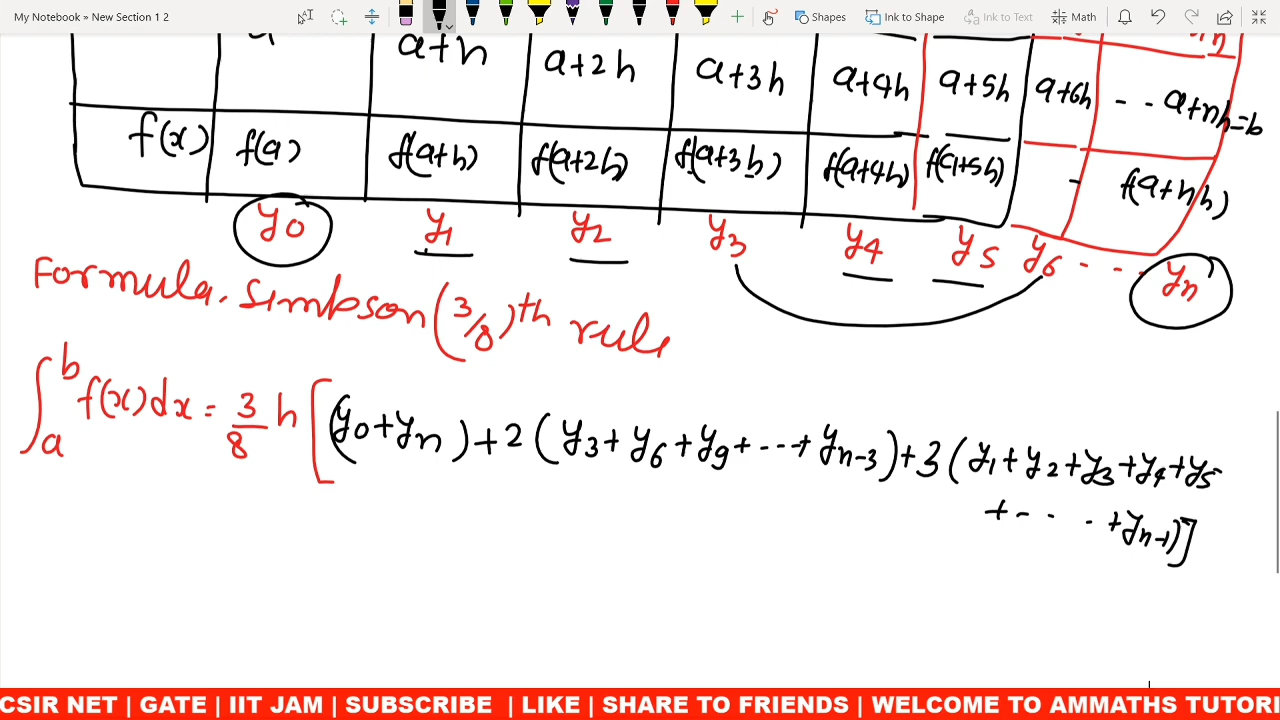 My Notebook » New Section 1 2
Shapes Ink to Shape Ink to Text Math
a+h a+2h a+3h a+4h a+5h a+6h - - a+nh=b
f(x) f(a) f(a+h) f(a+2h) f(a+3h) f(a+4h) f(a+5h) - f(a+nh)
y0 y1 y2 y3 y4 y5 y6 - - - - yn
Formula. Simpson (3/8)th rule
∫_a^b f(x)dx = 3/8 h [(y0+yn)+2(y3+y6+y9+---+yn-3)+3(y1+y2+y3+y4+y5
+- - - -+yn-1)]
CSIR NET | GATE | IIT JAM | SUBSCRIBE | LIKE | SHARE TO FRIENDS | WELCOME TO AMMATHS TUTORI